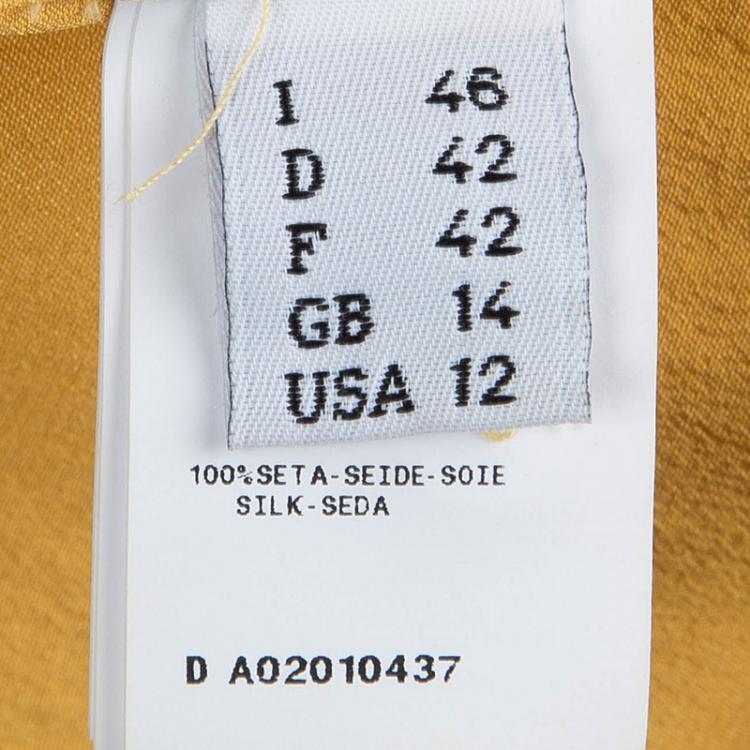 I 46
D 42
F 42
GB 14
USA 12
100%SETA-SEIDE-SOIE
SILK-SEDA
D A02010437